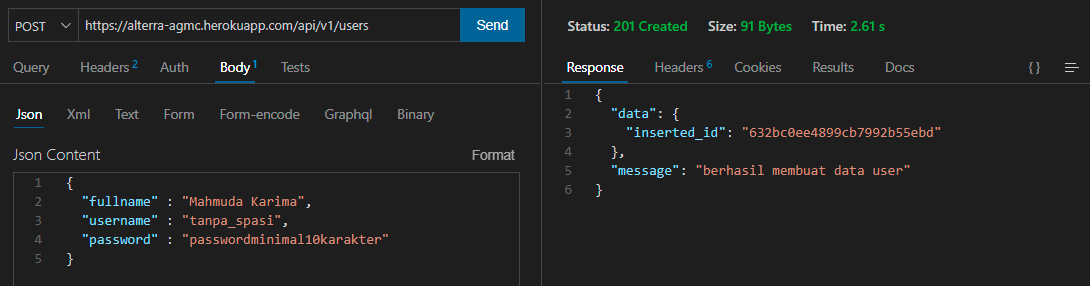 POST https://alterra-agmc.herokuapp.com/api/v1/users Send
Query Headers 2 Auth Body 1 Tests
Json Xml Text Form Form-encode Graphql Binary
Json Content Format
1 {
2 "fullname" : "Mahmuda Karima",
3 "username" : "tanpa_spasi",
4 "password" : "passwordminimal10karakter"
5 }
Status: 201 Created Size: 91 Bytes Time: 2.61 s
Response Headers 6 Cookies Results Docs { }
1 {
2 "data": {
3 "inserted_id": "632bc0ee4899cb7992b55ebd"
4 },
5 "message": "berhasil membuat data user"
6 }